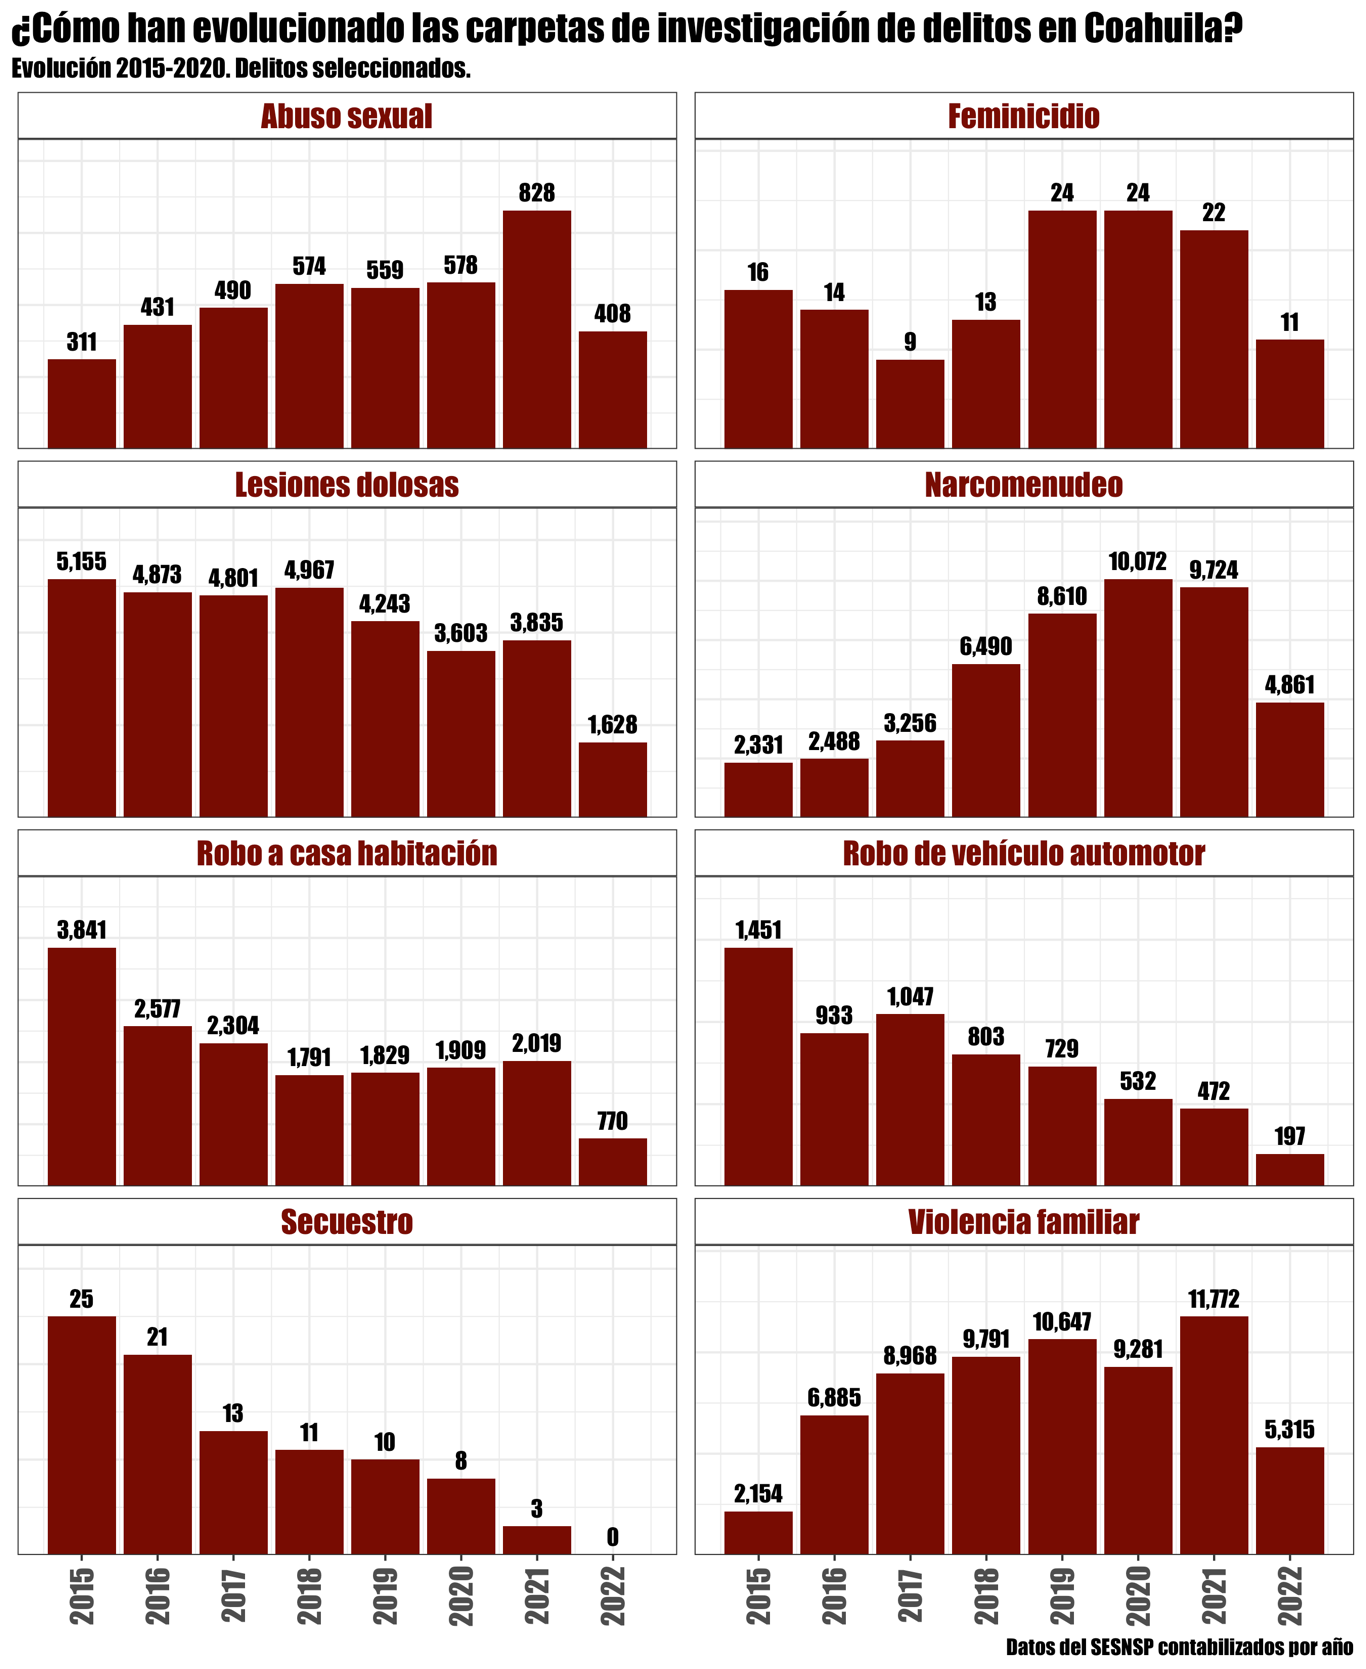 ¿Cómo han evolucionado las carpetas de investigación de delitos en Coahuila?
Evolución 2015-2020. Delitos seleccionados.
Abuso sexual
311 431 490 574 559 578 828 408
Feminicidio
16 14 9 13 24 24 22 11
Lesiones dolosas
5,155 4,873 4,801 4,967 4,243 3,603 3,835 1,628
Narcomenudeo
2,331 2,488 3,256 6,490 8,610 10,072 9,724 4,861
Robo a casa habitación
3,841 2,577 2,304 1,791 1,829 1,909 2,019 770
Robo de vehículo automotor
1,451 933 1,047 803 729 532 472 197
Secuestro
25 21 13 11 10 8 3 0
2015 2016 2017 2018 2019 2020 2021 2022
Violencia familiar
2,154 6,885 8,968 9,791 10,647 9,281 11,772 5,315
2015 2016 2017 2018 2019 2020 2021 2022
Datos del SESNSP contabilizados por año